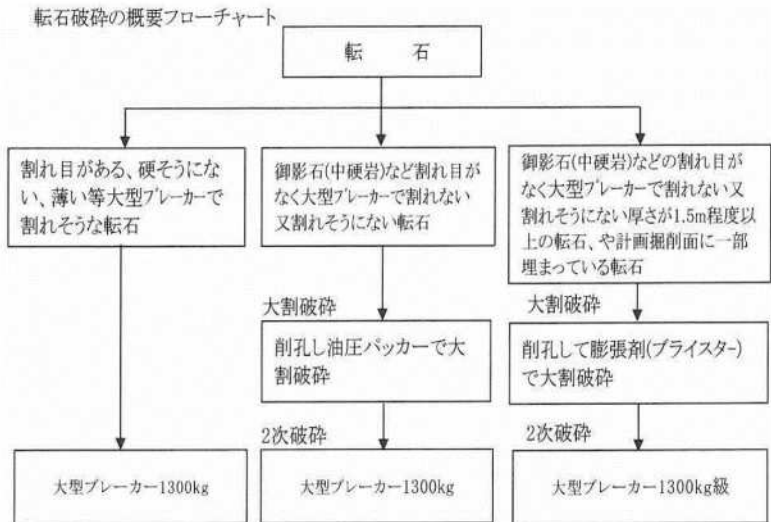 転石破砕の概要フローチャート
転　　石
割れ目がある、硬そうにな
い、薄い等大型ブレーカーで
割れそうな転石
御影石(中硬岩)など割れ目が
なく大型ブレーカーで割れない
又割れそうにない転石
御影石(中硬岩)などの割れ目が
なく大型ブレーカーで割れない又
割れそうにない厚さが1.5m程度以
上の転石、や計画掘削面に一部
埋まっている転石
大割破砕
削孔し油圧パッカーで大
割破砕
大割破砕
削孔して膨張剤(ブライスター)
で大割破砕
2次破砕
2次破砕
大型ブレーカー1300kg
大型ブレーカー1300kg
大型ブレーカー1300kg級